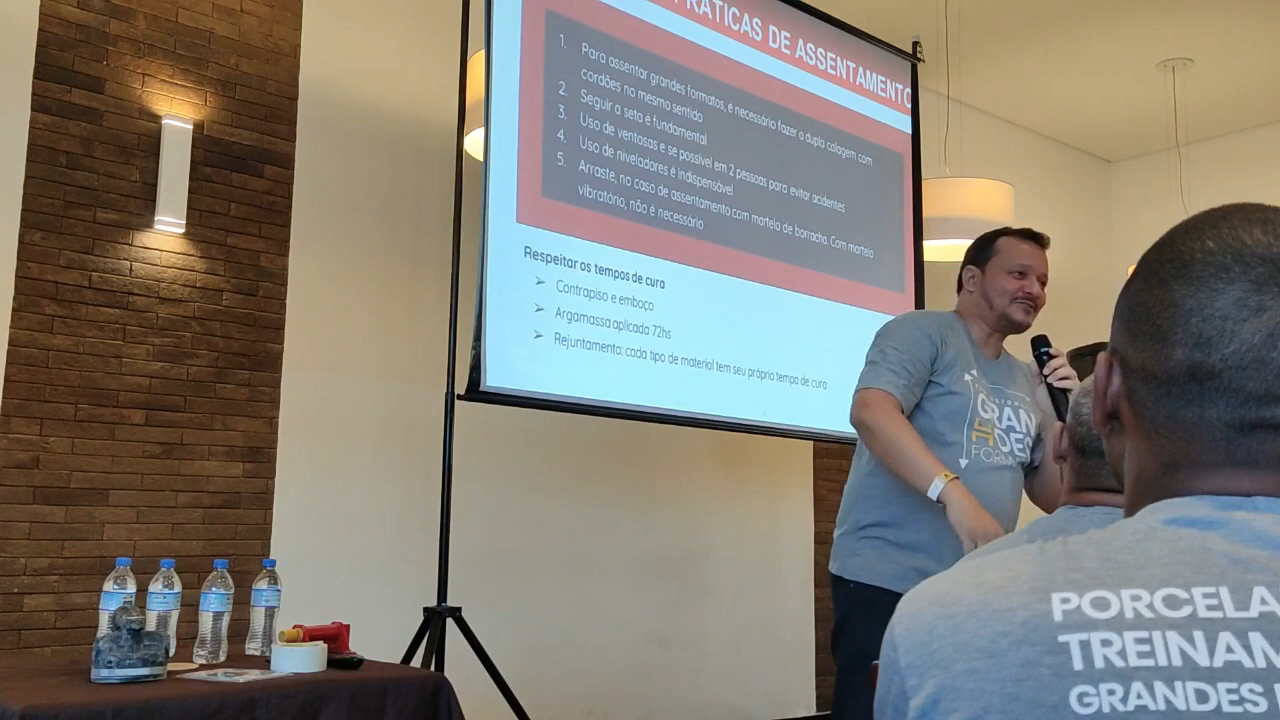 PRÁTICAS DE ASSENTAMENTO
1. Para assentar grandes formatos, é necessário fazer a dupla colagem com
cordões no mesmo sentido
2. Seguir a seta é fundamental
3. Uso de ventosas e se possível em 2 pessoas para evitar acidentes
4. Uso de niveladores é indispensável
5. Arraste, no caso de assentamento com martelo de borracha. Com martelo
vibratório, não é necessário
Respeitar os tempos de cura
➢ Contrapiso e emboço
➢ Argamassa aplicada 72hs
➢ Rejuntamento: cada tipo de material tem seu próprio tempo de cura
GRAN
DES
FORM
PORCELA
TREINAM
GRANDES